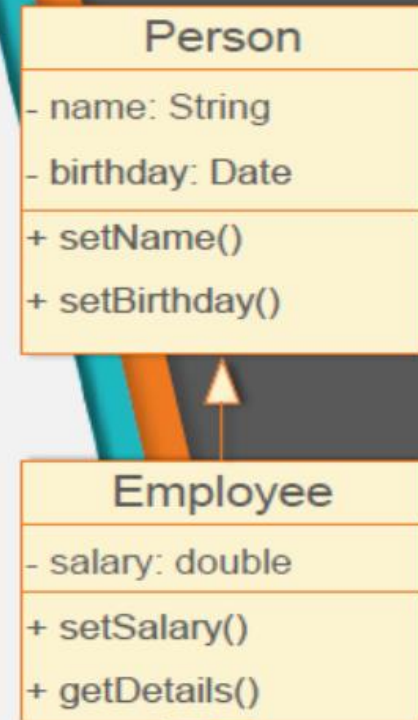 Person
- name: String
- birthday: Date
+ setName()
+ setBirthday()
Employee
- salary: double
+ setSalary()
+ getDetails()